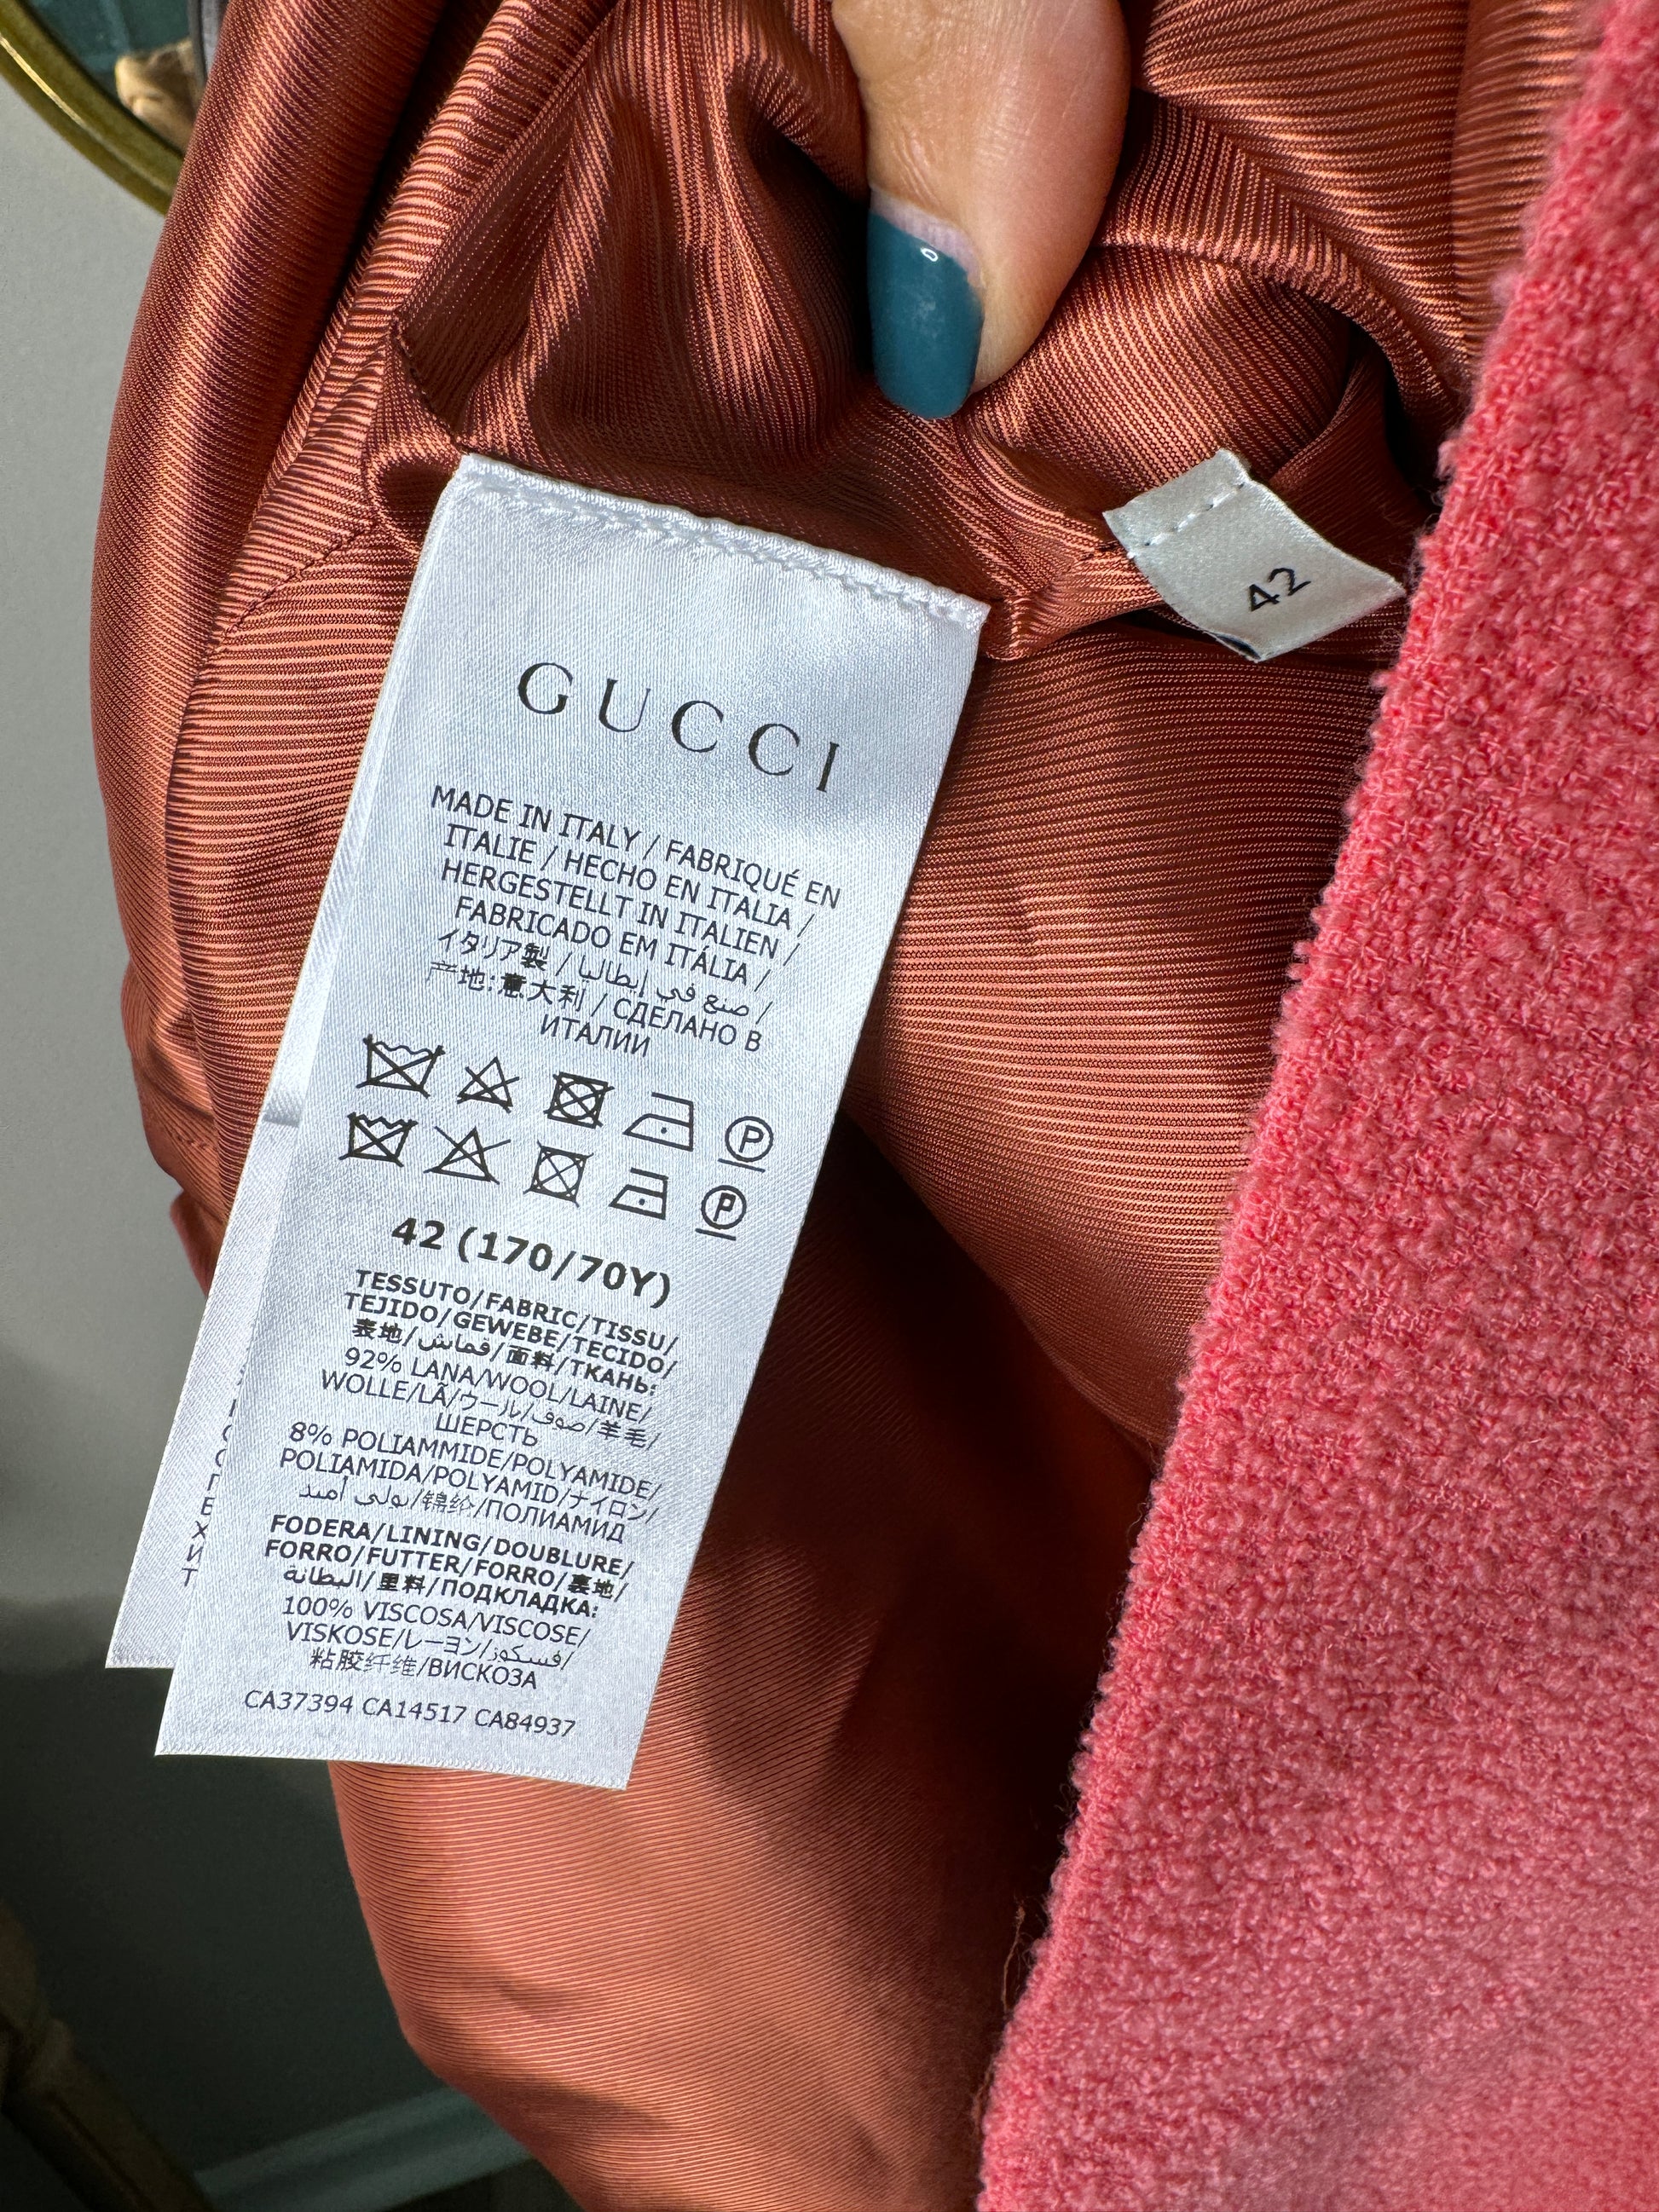 42
GUCCI
MADE IN ITALY / FABRIQUÉ EN
ITALIE / HECHO EN ITALIA /
HERGESTELLT IN ITALIEN /
FABRICADO EM ITÁLIA /
イタリア製 / صنع في إيطاليا /
产地:意大利 / СДЕЛАНО В
ИТАЛИИ
P
P
42 (170/70Y)
TESSUTO/FABRIC/TISSU/
TEJIDO/GEWEBE/TECIDO/
表地/قماش/面料/ТКАНЬ:
92% LANA/WOOL/LAINE/
WOLLE/LÃ/ウール/صوف/羊毛/
ШЕРСТЬ
8% POLIAMMIDE/POLYAMIDE/
POLIAMIDA/POLYAMID/ナイロン/
بولي أميد/锦纶/ПОЛИАМИД
FODERA/LINING/DOUBLURE/
FORRO/FUTTER/FORRO/裏地/
البطانة/里料/ПОДКЛАДКА:
100% VISCOSA/VISCOSE/
VISKOSE/レーヨン/فسكوز/
粘胶纤维/ВИСКОЗА
CA37394 CA14517 CA84937